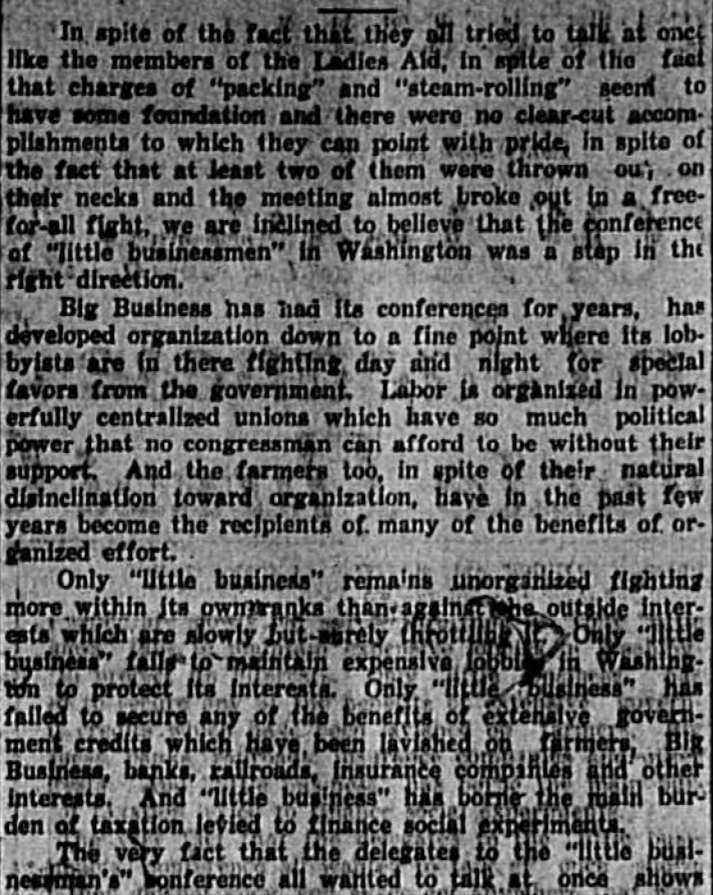 In spite of the fact that they all tried to talk at once
like the members of the Ladies Aid, in spite of the fact
that charges of "packing" and "steam-rolling" seem to
have some foundation and there were no clear-cut accom-
plishments to which they can point with pride, in spite of
the fact that at least two of them were thrown out on
their necks and the meeting almost broke out in a free-
for-all fight, we are inclined to believe that the conference
of "little businessmen" in Washington was a step in the
right direction.
Big Business has had its conferences for years, has
developed organization down to a fine point where its lob-
byists are in there fighting day and night for special
favors from the government. Labor is organized in pow-
erfully centralized unions which have so much political
power that no congressman can afford to be without their
support. And the farmers too, in spite of their natural
disinclination toward organization, have in the past few
years become the recipients of many of the benefits of or-
ganized effort.
Only "little business" remains unorganized fighting
more within its own ranks than against the outside inter-
ests which are slowly but surely throttling it. Only "little
business" fails to maintain expensive lobbies in Washing-
ton to protect its interests. Only "little business" has
failed to secure any of the benefits of extensive govern-
ment credits which have been lavished on farmers, Big
Business, banks, railroads, insurance companies and other
interests. And "little business" has borne the main bur-
den of taxation levied to finance social experiments.
The very fact that the delegates to the "little busi-
nessman's" conference all wanted to talk at once shows